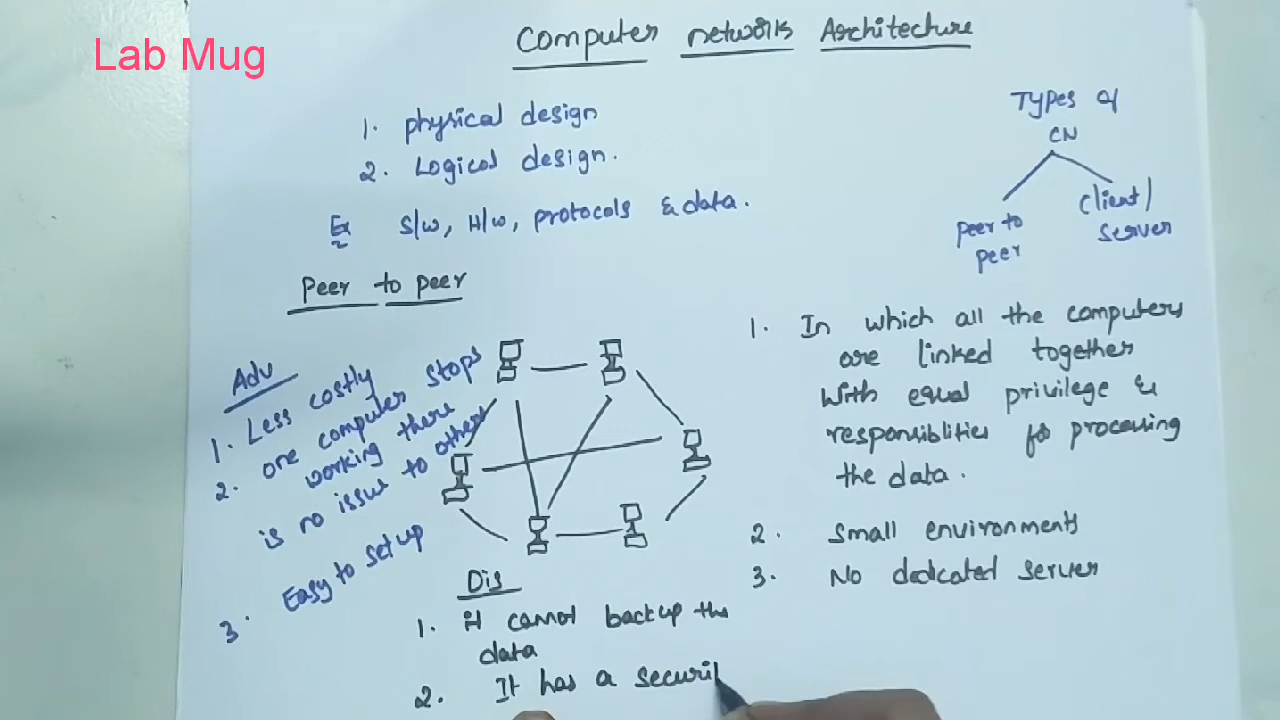 Lab Mug
Computer networks Architecture
1. physical design
2. Logical design.
Ex S/W, H/W, protocols & data.
Types of
CN
peer to
peer
client/
server
Peer to peer
Adv
1. Less costly
2. one computer stops
working there
is no issue to others
3. Easy to set up
1. In which all the computers
are linked together
with equal privilege &
responsiblities for processing
the data.
2. Small environments
3. No dedicated server
Dis
1. it cannot backup the
data
2. It has a securit